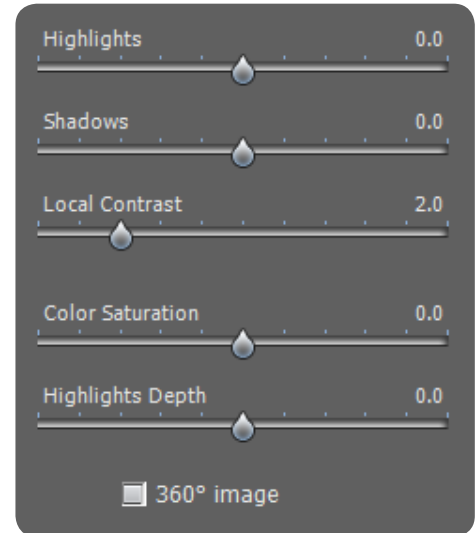 Highlights 0.0
Shadows 0.0
Local Contrast 2.0
Color Saturation 0.0
Highlights Depth 0.0
360° image